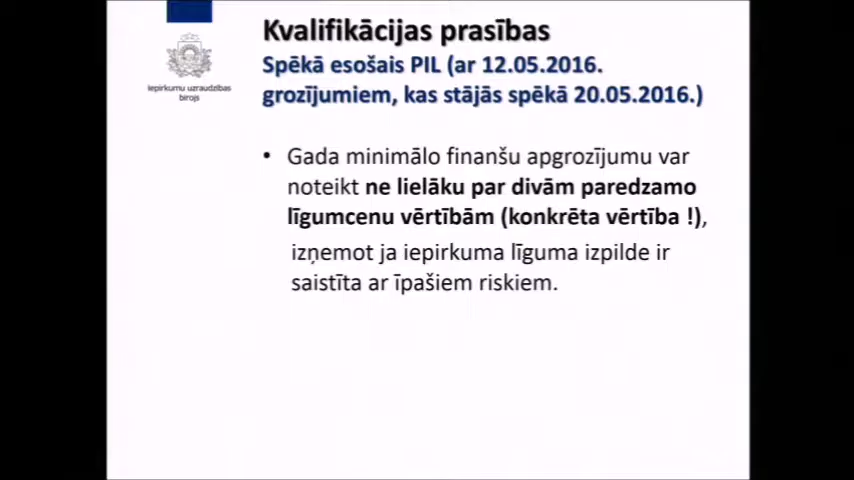 Kvalifikācijas prasības
Spēkā esošais PIL (ar 12.05.2016.
grozījumiem, kas stājās spēkā 20.05.2016.)
Iepirkumu uzraudzības
birojs
• Gada minimālo finanšu apgrozījumu var
noteikt ne lielāku par divām paredzamo
līgumcenu vērtībām (konkrēta vērtība !),
izņemot ja iepirkuma līguma izpilde ir
saistīta ar īpašiem riskiem.